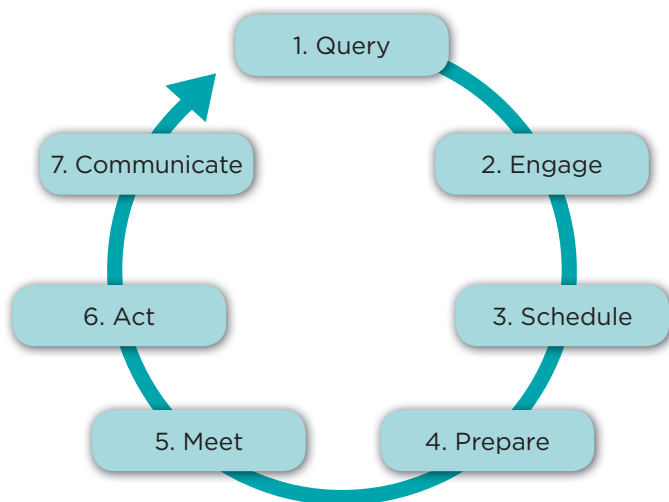 1. Query
2. Engage
3. Schedule
4. Prepare
5. Meet
6. Act
7. Communicate